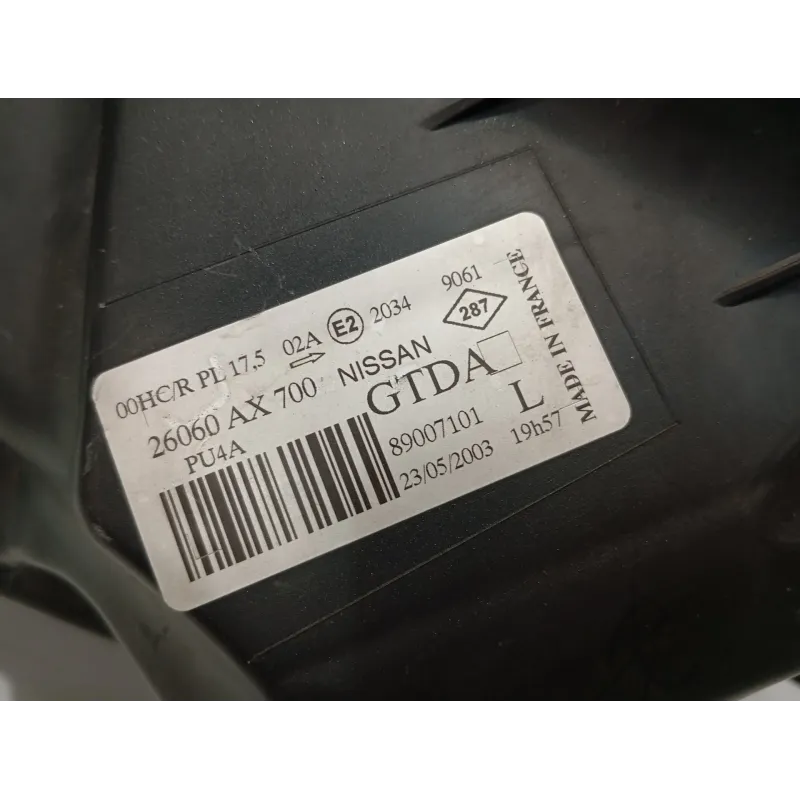 00HC/R PL 17,5 02A E2 2034 9061
26060 AX 700 NISSAN 287
PU4A GTDA
89007101 L
23/05/2003 19h57
MADE IN FRANCE